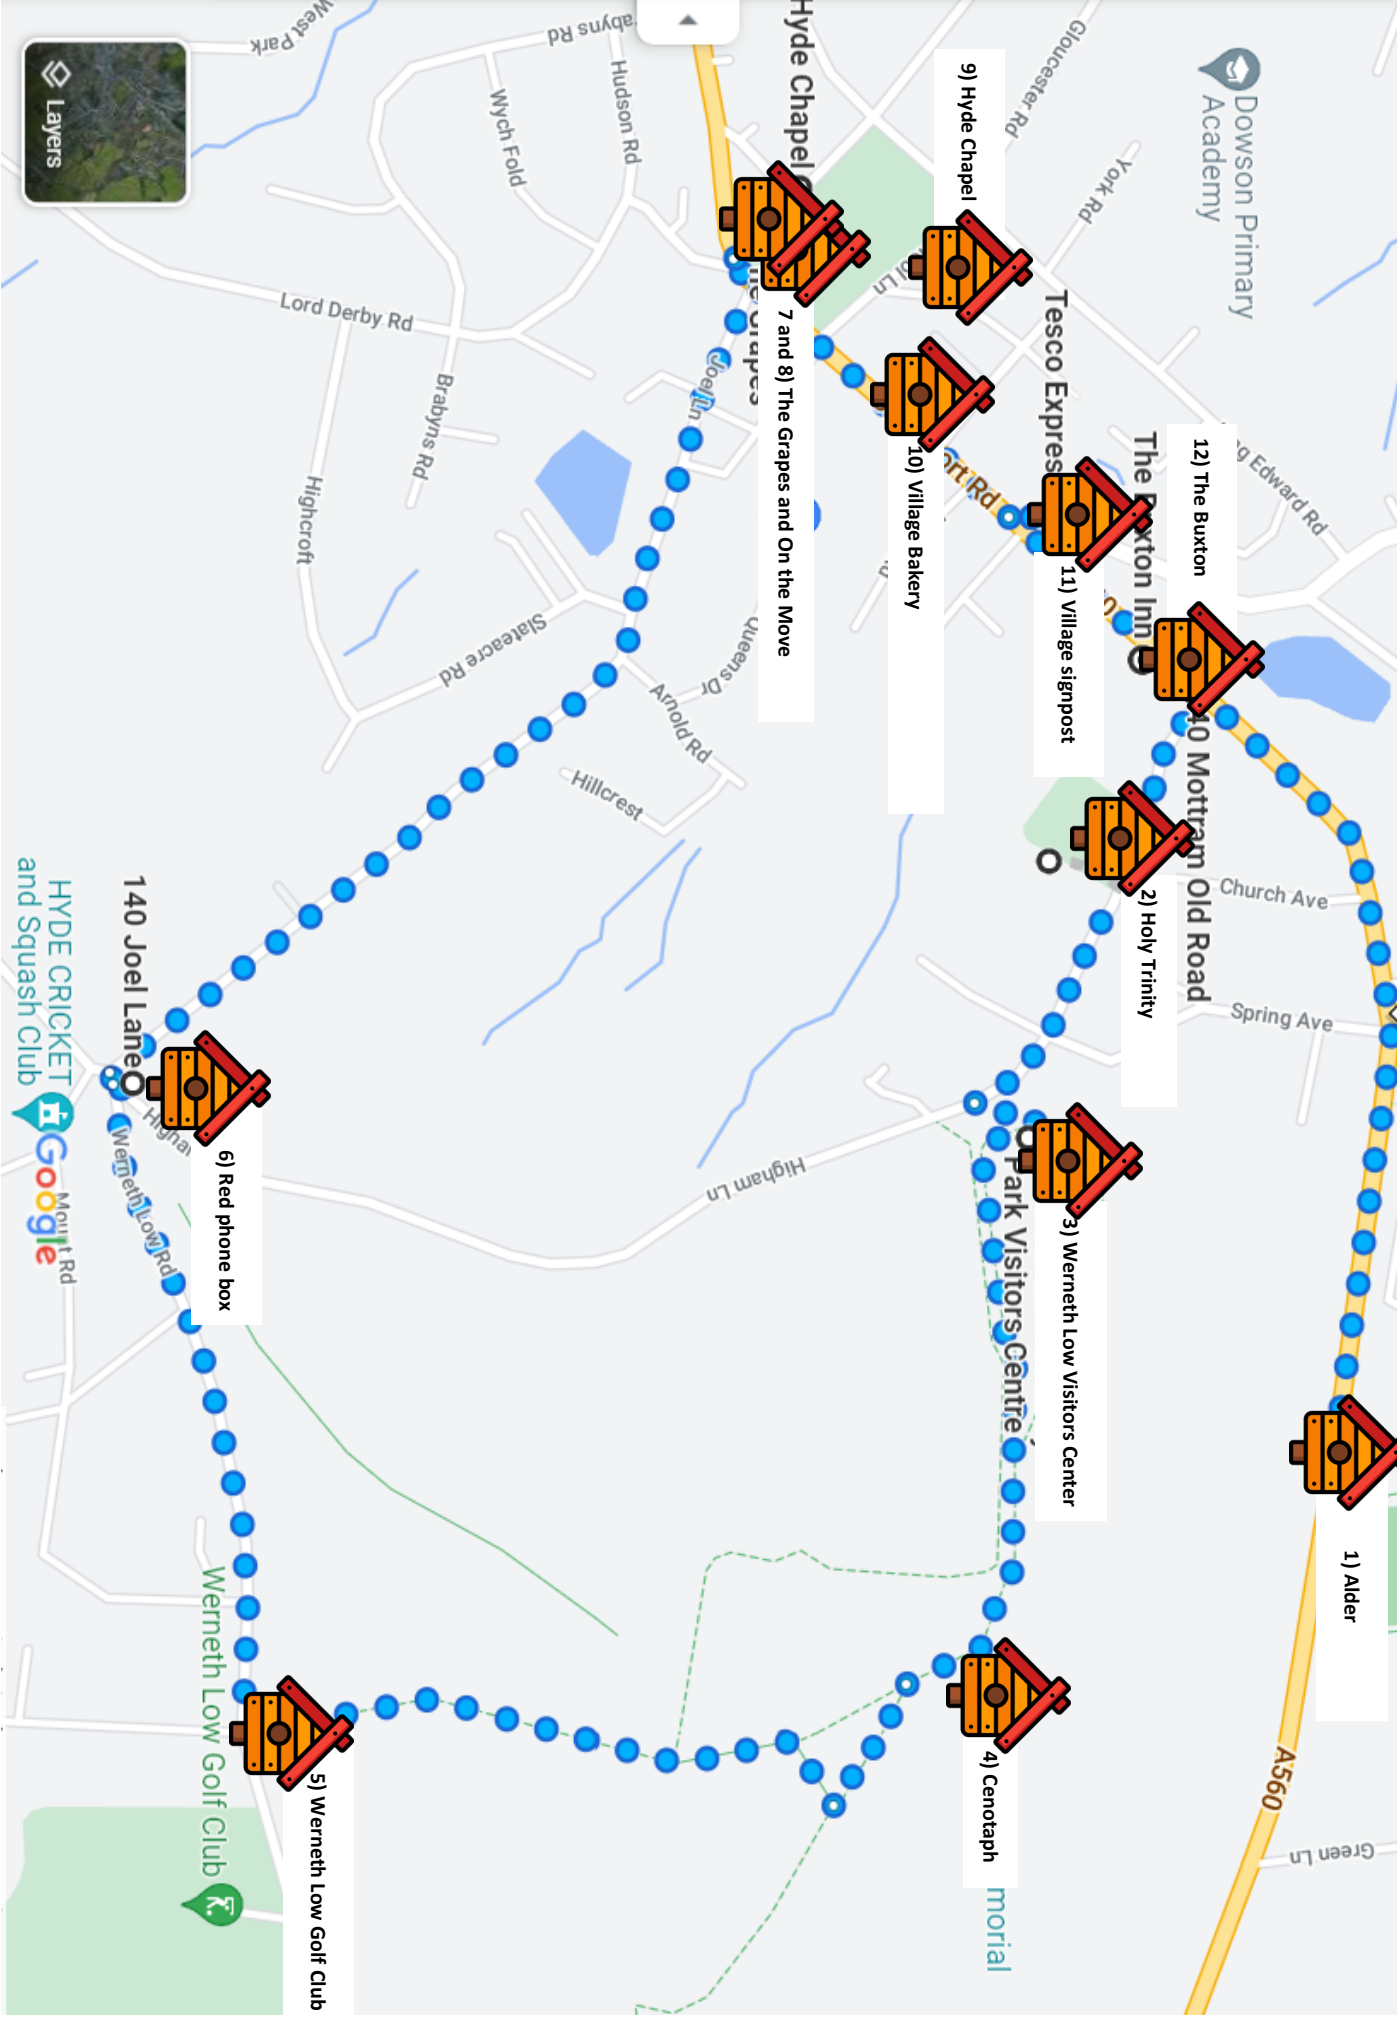 Dowson Primary
Academy
Gloucester Rd
York Rd
9) Hyde Chapel
Hyde Chapel
West Park
Hudson Rd
Wych Fold
Layers
Lord Derby Rd
Brabyns Rd
Highcroft
Joel Ln
Tesco Express
The Buxton Inn
12) The Buxton
11) Village signpost
10) Village Bakery
7 and 8) The Grapes and On the Move
Slateacre Rd
Queens Dr
Arnold Rd
Hillcrest
40 Mottram Old Road
Church Ave
Spring Ave
2) Holy Trinity
Park Visitors Centre
3) Werneth Low Visitors Center
Higham Ln
140 Joel Lane
HYDE CRICKET
and Squash Club
Google
Mount Rd
Werneth Low Rd
6) Red phone box
1) Alder
A560
Green Ln
4) Cenotaph
morial
Werneth Low Golf Club
5) Werneth Low Golf Club